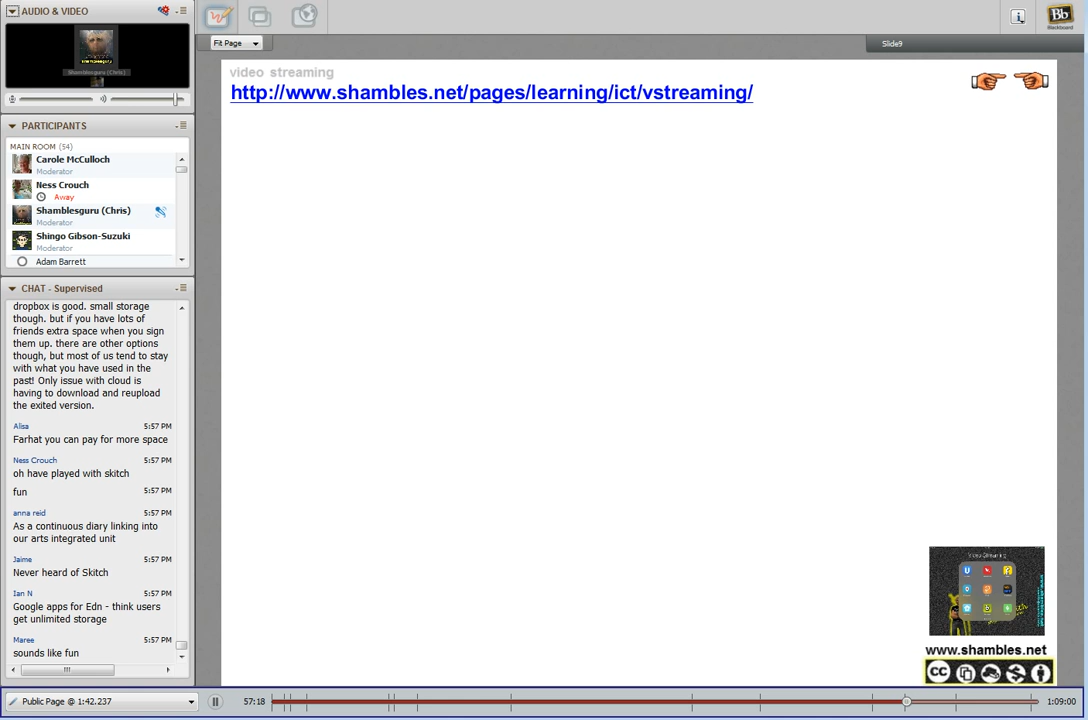 AUDIO & VIDEO
Shamblesguru (Chris)
PARTICIPANTS
MAIN ROOM (54)
Carole McCulloch
Moderator
Ness Crouch
Away
Shamblesguru (Chris)
Moderator
Shingo Gibson-Suzuki
Moderator
Adam Barrett
CHAT - Supervised
dropbox is good. small storage
though. but if you have lots of
friends extra space when you sign
them up. there are other options
though, but most of us tend to stay
with what you have used in the
past! Only issue with cloud is
having to download and reupload
the exited version.
Alisa 5:57 PM
Farhat you can pay for more space
Ness Crouch 5:57 PM
oh have played with skitch
fun 5:57 PM
anna reid 5:57 PM
As a continuous diary linking into
our arts integrated unit
Jaime 5:57 PM
Never heard of Skitch
Ian N 5:57 PM
Google apps for Edn - think users
get unlimited storage
Maree 5:57 PM
sounds like fun
Public Page @ 1:42.237
57:18
1:09:00
Fit Page
Slide9
Bb
Blackboard
video streaming
http://www.shambles.net/pages/learning/ict/vstreaming/
Video Streaming
www.shambles.net
cc